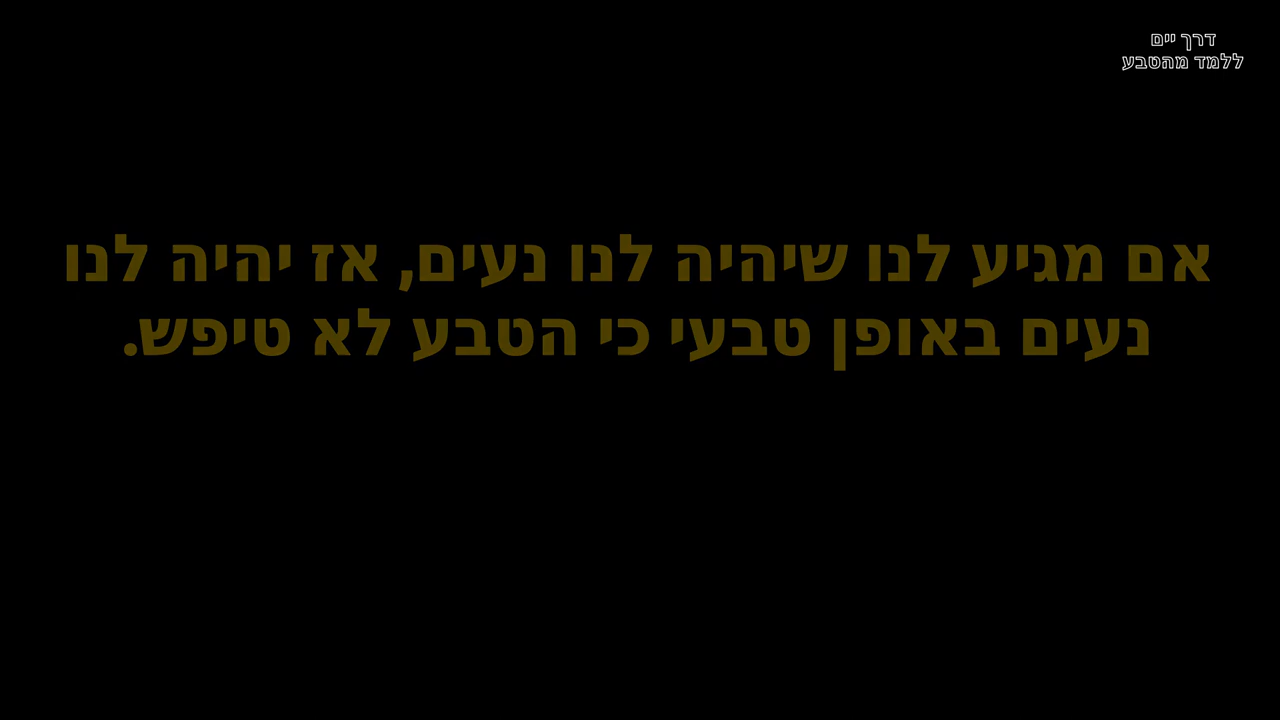 דרך יים
ללמד מהטבע
אם מגיע לנו שיהיה לנו נעים, אז יהיה לנו
נעים באופן טבעי כי הטבע לא טיפש.